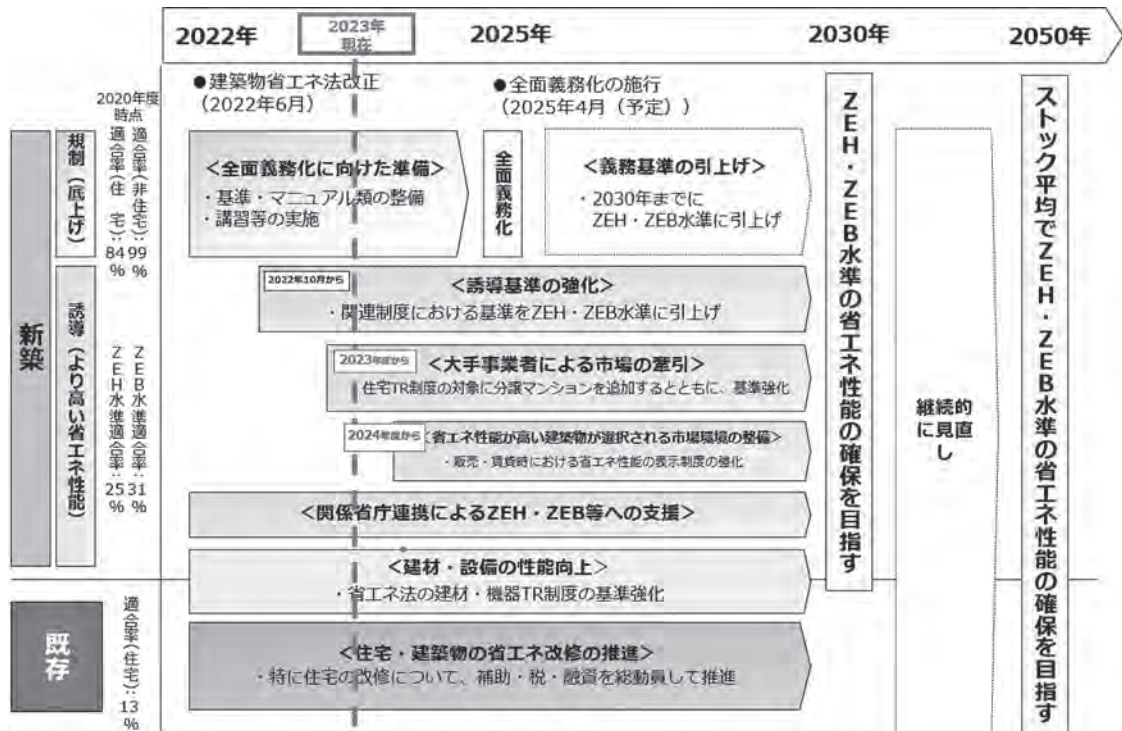 2022年
2023年
現在
2025年
2030年
2050年
●建築物省エネ法改正
（2022年6月）
●全面義務化の施行
（2025年4月（予定））
2020年度
時点
新築
規制（底上げ）
適合率（住　宅）：84%
適合率（非住宅）：99%
＜全面義務化に向けた準備＞
・基準・マニュアル類の整備
・講習等の実施
全面義務化
＜義務基準の引上げ＞
・2030年までに
ZEH・ZEB水準に引上げ
誘導（より高い省エネ性能）
ZEH水準適合率：25%
ZEB水準適合率：31%
2022年10月から
＜誘導基準の強化＞
・関連制度における基準をZEH・ZEB水準に引上げ
2023年度から
＜大手事業者による市場の牽引＞
・住宅TR制度の対象に分譲マンションを追加するとともに、基準強化
2024年度から
＜省エネ性能が高い建築物が選択される市場環境の整備＞
・販売・賃貸時における省エネ性能の表示制度の強化
＜関係省庁連携によるZEH・ZEB等への支援＞
＜建材・設備の性能向上＞
・省エネ法の建材・機器TR制度の基準強化
既存
適合率（住宅）：13%
＜住宅・建築物の省エネ改修の推進＞
・特に住宅の改修について、補助・税・融資を総動員して推進
ZEH・ZEB水準の省エネ性能の確保を目指す
継続的
に見直
し
ストック平均でZEH・ZEB水準の省エネ性能の確保を目指す